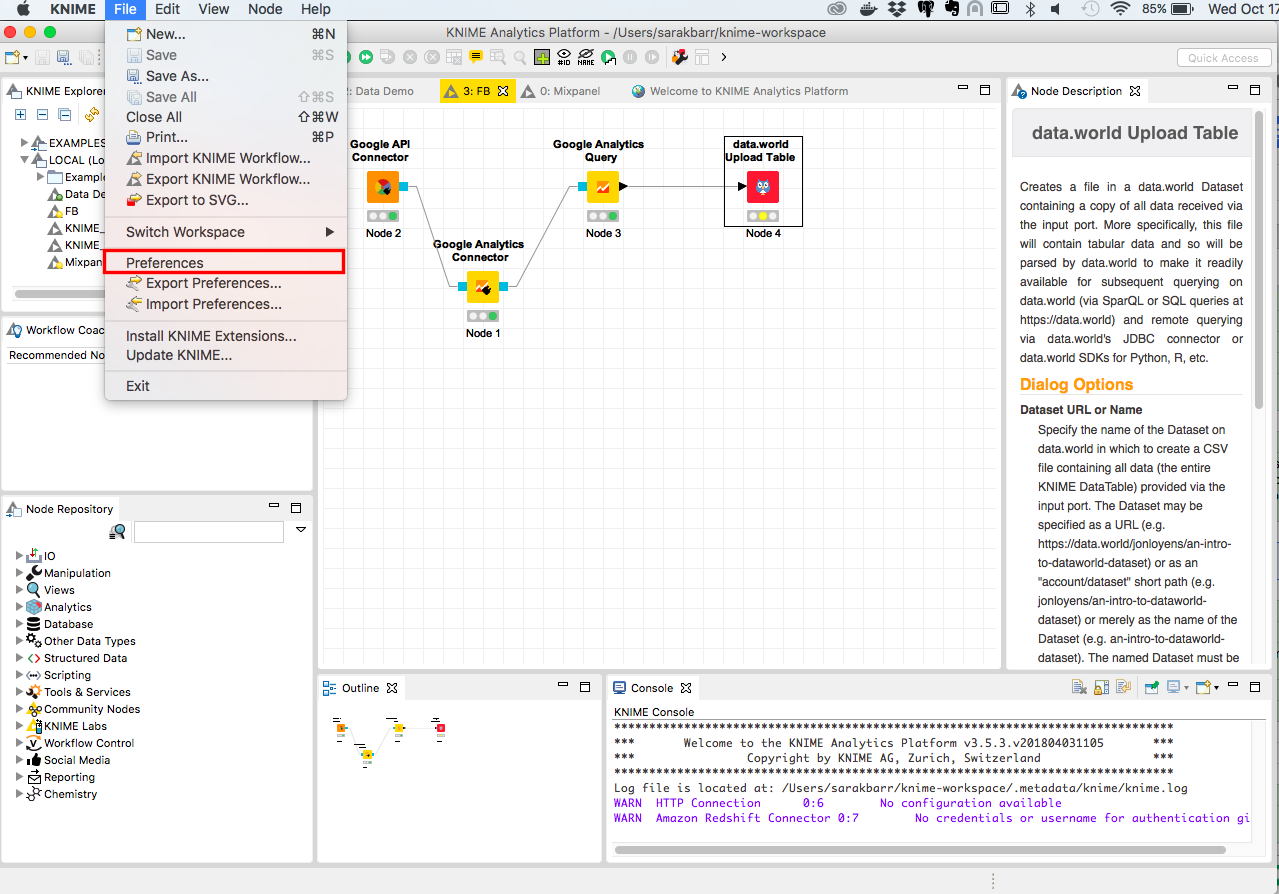 KNIME File Edit View Node Help
85% Wed Oct 17
KNIME Analytics Platform - /Users/sarakbarr/knime-workspace
New... ⌘N
Save ⌘S
Save As...
Save All ⇧⌘S
Close All ⇧⌘W
Print... ⌘P
Import KNIME Workflow...
Export KNIME Workflow...
Export to SVG...
Switch Workspace
Preferences
Export Preferences...
Import Preferences...
Install KNIME Extensions...
Update KNIME...
Exit
#ID
NAME
Quick Access
KNIME Explorer
EXAMPLES
LOCAL (Lo
Exampl
Data De
FB
KNIME_
KNIME_
Mixpan
Workflow Coac
Recommended No
: Data Demo
3: FB
0: Mixpanel
Welcome to KNIME Analytics Platform
Google API
Connector
Node 2
Google Analytics
Connector
Node 1
Google Analytics
Query
Node 3
data.world
Upload Table
Node 4
Node Description
data.world Upload Table
Creates a file in a data.world Dataset
containing a copy of all data received via
the input port. More specifically, this file
will contain tabular data and so will be
parsed by data.world to make it readily
available for subsequent querying on
data.world (via SparQL or SQL queries at
https://data.world) and remote querying
via data.world's JDBC connector or
data.world SDKs for Python, R, etc.
Dialog Options
Dataset URL or Name
Specify the name of the Dataset on
data.world in which to create a CSV
file containing all data (the entire
KNIME DataTable) provided via the
input port. The Dataset may be
specified as a URL (e.g.
https://data.world/jonloyens/an-intro-
to-dataworld-dataset) or as an
"account/dataset" short path (e.g.
jonloyens/an-intro-to-dataworld-
dataset) or merely as the name of the
Dataset (e.g. an-intro-to-dataworld-
dataset). The named Dataset must be
Node Repository
IO
Manipulation
Views
Analytics
Database
Other Data Types
Structured Data
Scripting
Tools & Services
Community Nodes
KNIME Labs
Workflow Control
Social Media
Reporting
Chemistry
Outline
Console
KNIME Console
********************************************************************************
*** Welcome to the KNIME Analytics Platform v3.5.3.v201804031105 ***
*** Copyright by KNIME AG, Zurich, Switzerland ***
********************************************************************************
Log file is located at: /Users/sarakbarr/knime-workspace/.metadata/knime/knime.log
WARN HTTP Connection 0:6 No configuration available
WARN Amazon Redshift Connector 0:7 No credentials or username for authentication gi